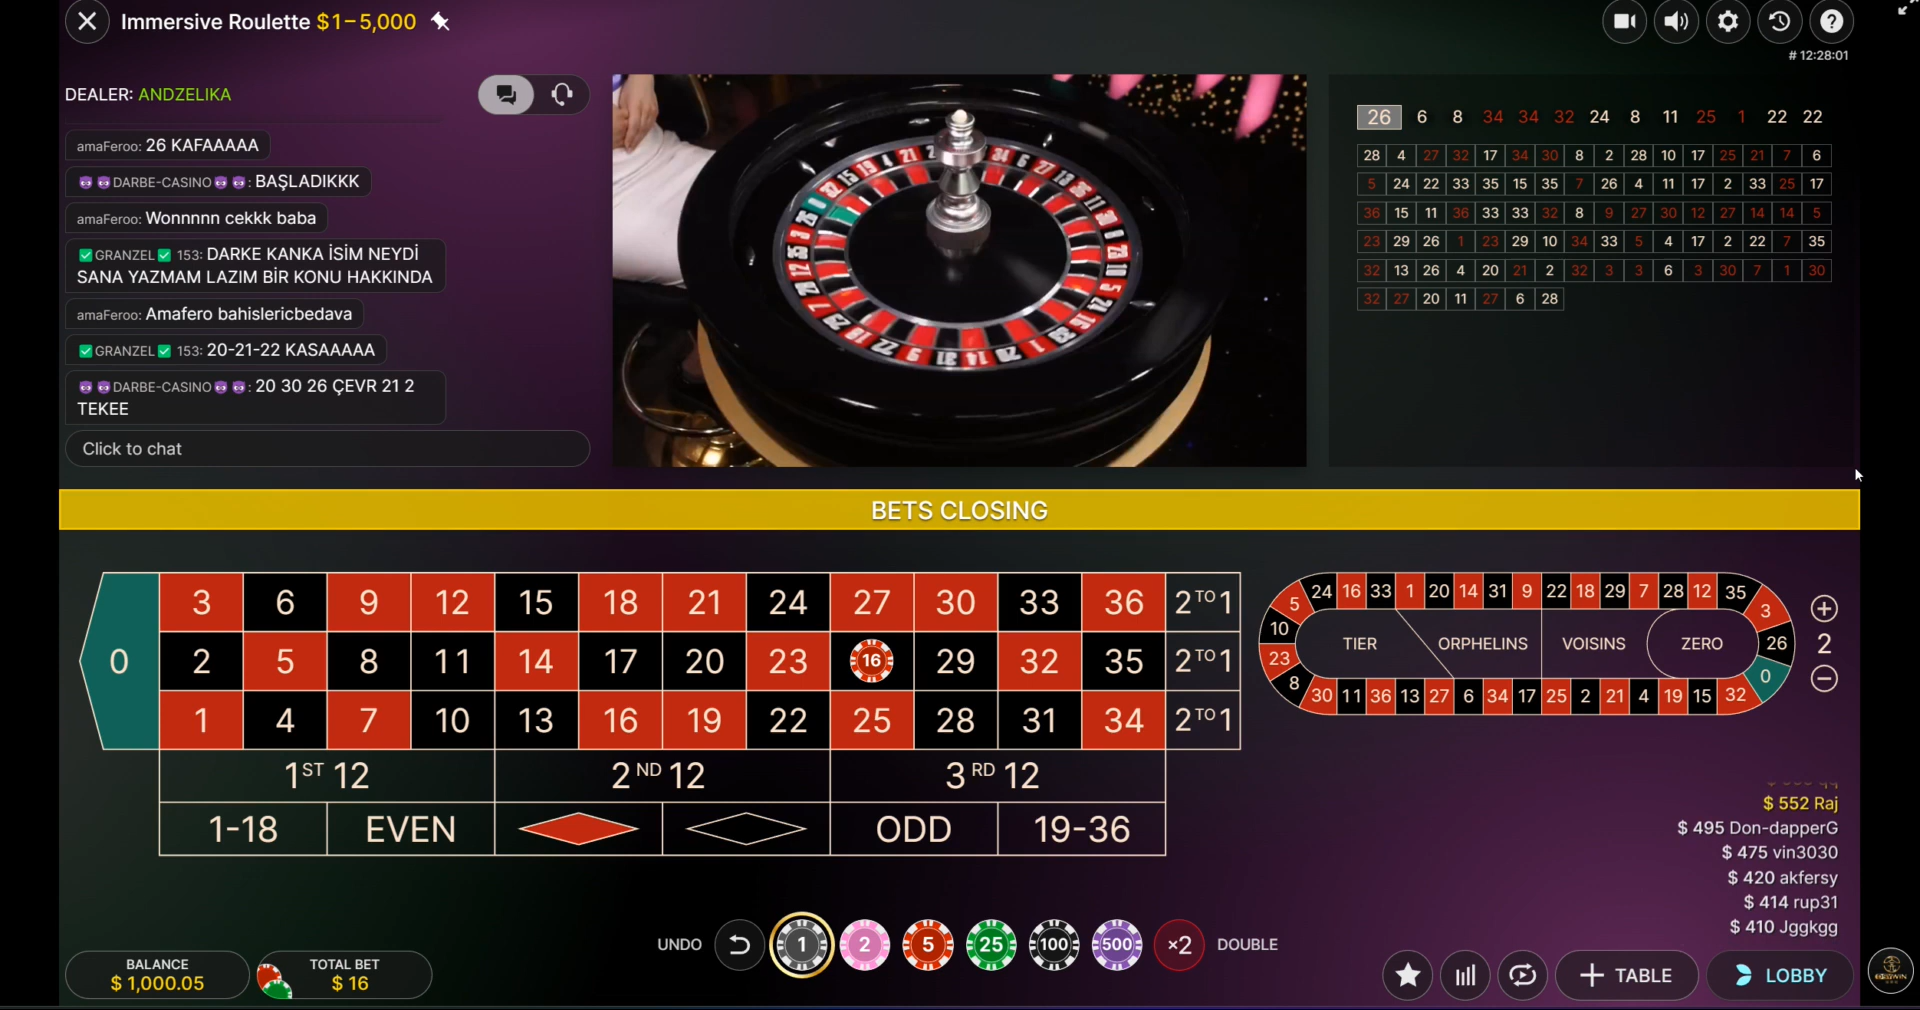 Immersive Roulette $1–5,000
# 12:28:01
DEALER: ANDZELIKA
amaFeroo: 26 KAFAAAAA
DARBE-CASINO: BAŞLADIKKK
amaFeroo: Wonnnnn cekkk baba
GRANZEL 153: DARKE KANKA İSİM NEYDİ
SANA YAZMAM LAZIM BİR KONU HAKKINDA
amaFeroo: Amafero bahislericbedava
GRANZEL 153: 20-21-22 KASAAAAA
DARBE-CASINO: 20 30 26 ÇEVR 21 2
TEKEE
Click to chat
26 6 8 34 34 32 24 8 11 25 1 22 22
28 4 27 32 17 34 30 8 2 28 10 17 25 21 7 6
5 24 22 33 35 15 35 7 26 4 11 17 2 33 25 17
36 15 11 36 33 33 32 8 9 27 30 12 27 14 14 5
23 29 26 1 23 29 10 34 33 5 4 17 2 22 7 35
32 13 26 4 20 21 2 32 3 3 6 3 30 7 1 30
32 27 20 11 27 6 28
BETS CLOSING
3 6 9 12 15 18 21 24 27 30 33 36 2 TO 1
0 2 5 8 11 14 17 20 23 16 29 32 35 2 TO 1
1 4 7 10 13 16 19 22 25 28 31 34 2 TO 1
1ST 12 2ND 12 3RD 12
1-18 EVEN ODD 19-36
5 24 16 33 1 20 14 31 9 22 18 29 7 28 12 35 3
10 26
TIER ORPHELINS VOISINS ZERO
2
23 0
8 30 11 36 13 27 6 34 17 25 2 21 4 19 15 32
$ 552 Raj
$ 495 Don-dapperG
$ 475 vin3030
$ 420 akfersy
$ 414 rup31
$ 410 Jggkgg
UNDO 1 2 5 25 100 500 ×2 DOUBLE
BALANCE
$ 1,000.05
TOTAL BET
$ 16
TABLE
LOBBY